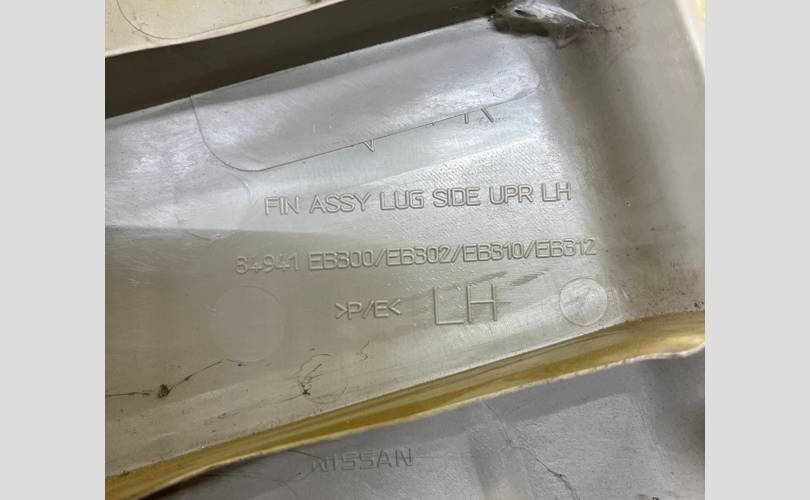 FIN ASSY LUG SIDE UPR LH
84941 EB300/EB302/EB310/EB312
>P/E<
LH
NISSAN